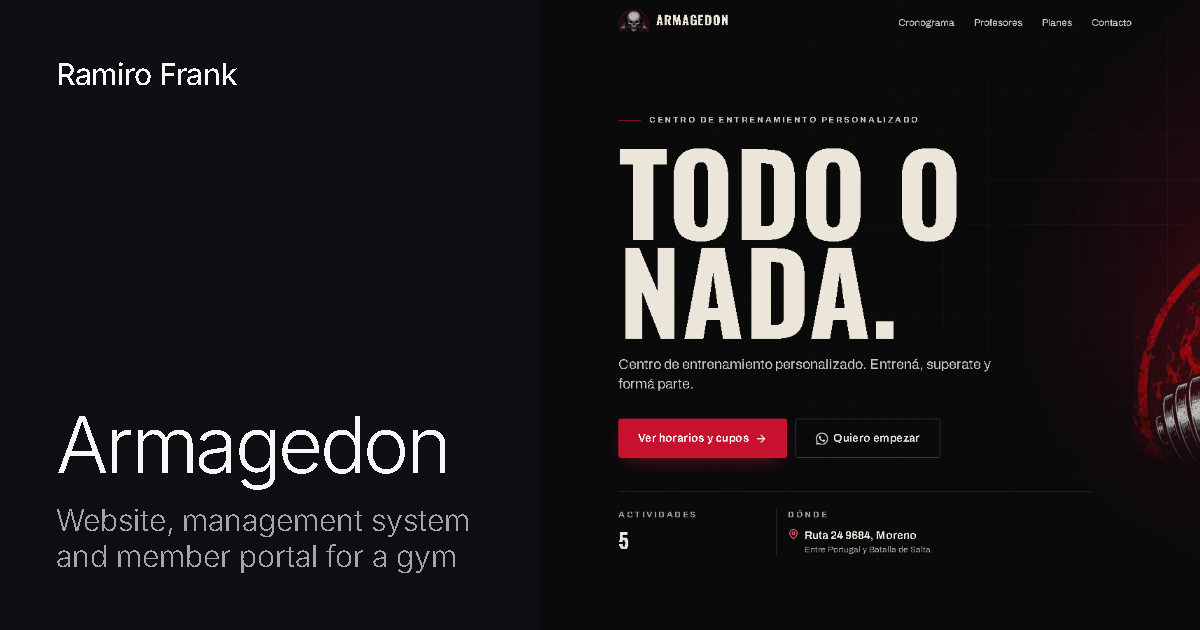 Ramiro Frank
Armagedon
Website, management system
and member portal for a gym
ARMAGEDON
Cronograma
Profesores
Planes
Contacto
CENTRO DE ENTRENAMIENTO PERSONALIZADO
TODO O
NADA.
Centro de entrenamiento personalizado. Entrená, superate y
formá parte.
Ver horarios y cupos →
Quiero empezar
ACTIVIDADES
5
DÓNDE
Ruta 24 9684, Moreno
Entre Portugal y Batalla de Salta.